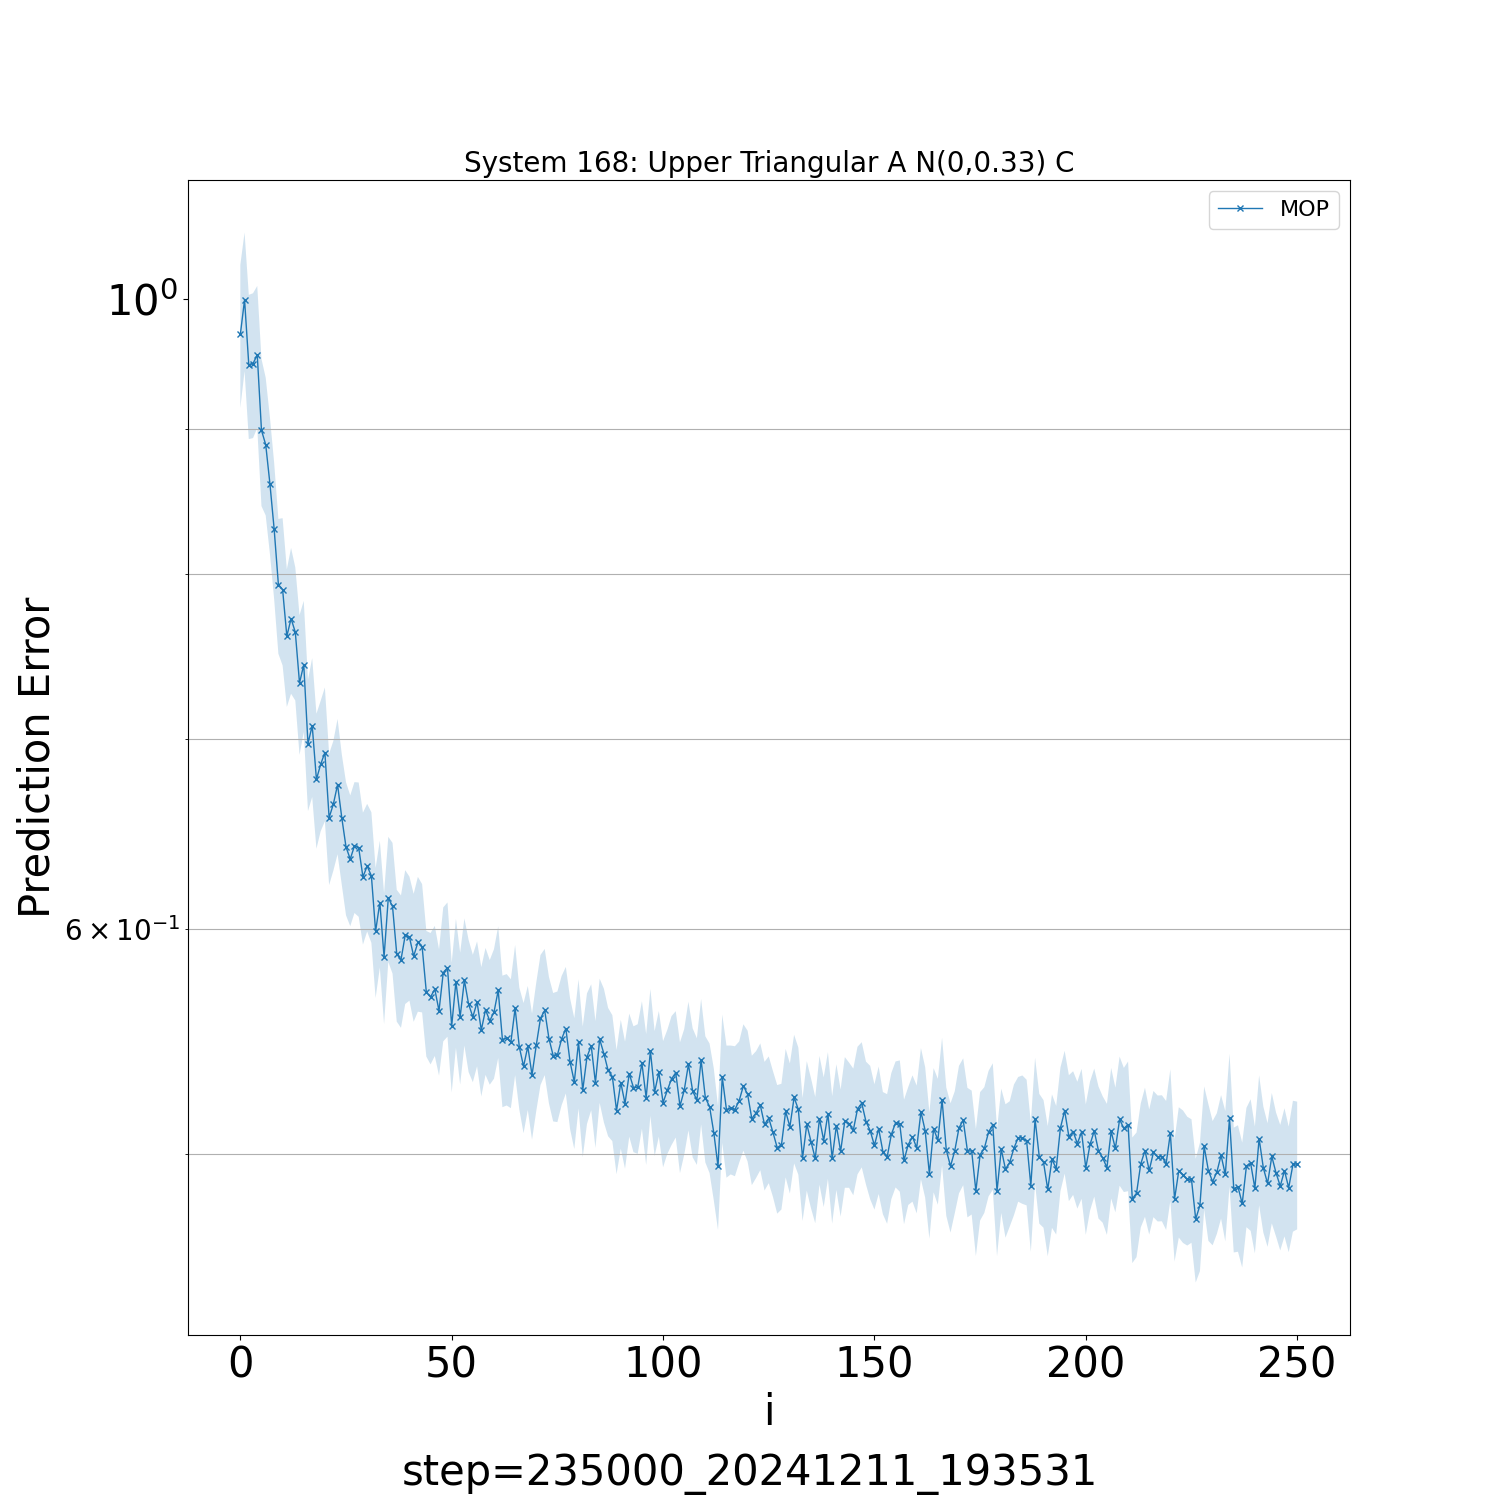 System 168: Upper Triangular A N(0,0.33) C
MOP
10⁰
6 × 10⁻¹
Prediction Error
0 50 100 150 200 250
i
step=235000_20241211_193531